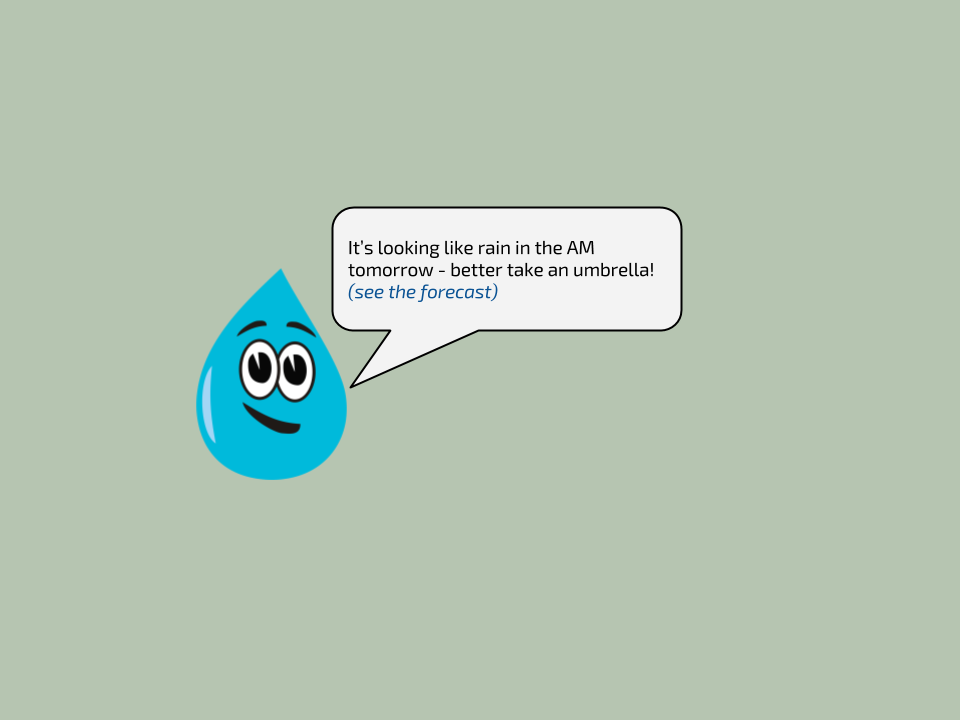 It's looking like rain in the AM
tomorrow - better take an umbrella!
(see the forecast)